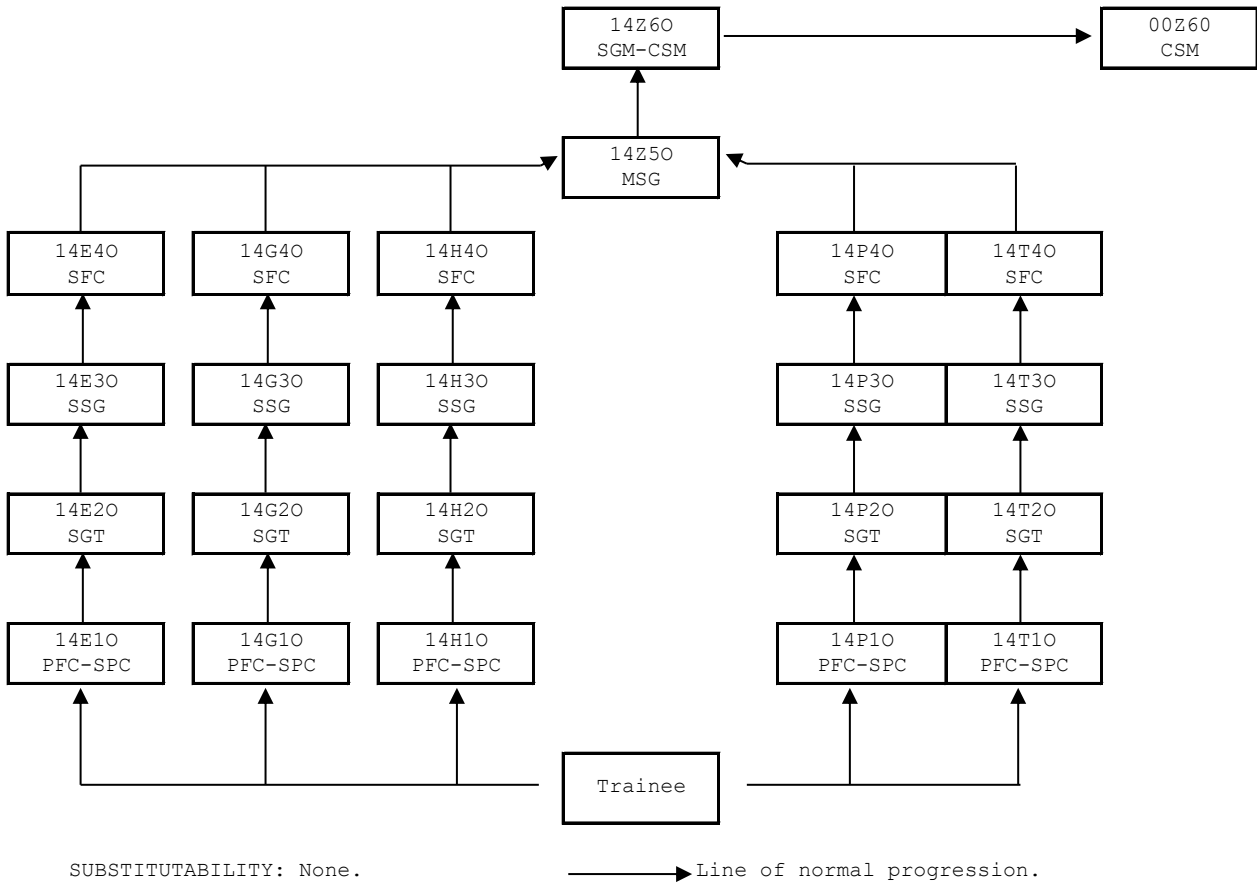 14Z6O
SGM-CSM
00Z60
CSM
14Z5O
MSG
14E4O
SFC
14G4O
SFC
14H4O
SFC
14P4O
SFC
14T4O
SFC
14E3O
SSG
14G3O
SSG
14H3O
SSG
14P3O
SSG
14T3O
SSG
14E2O
SGT
14G2O
SGT
14H2O
SGT
14P2O
SGT
14T2O
SGT
14E1O
PFC-SPC
14G1O
PFC-SPC
14H1O
PFC-SPC
14P1O
PFC-SPC
14T1O
PFC-SPC
Trainee
SUBSTITUTABILITY: None.
Line of normal progression.